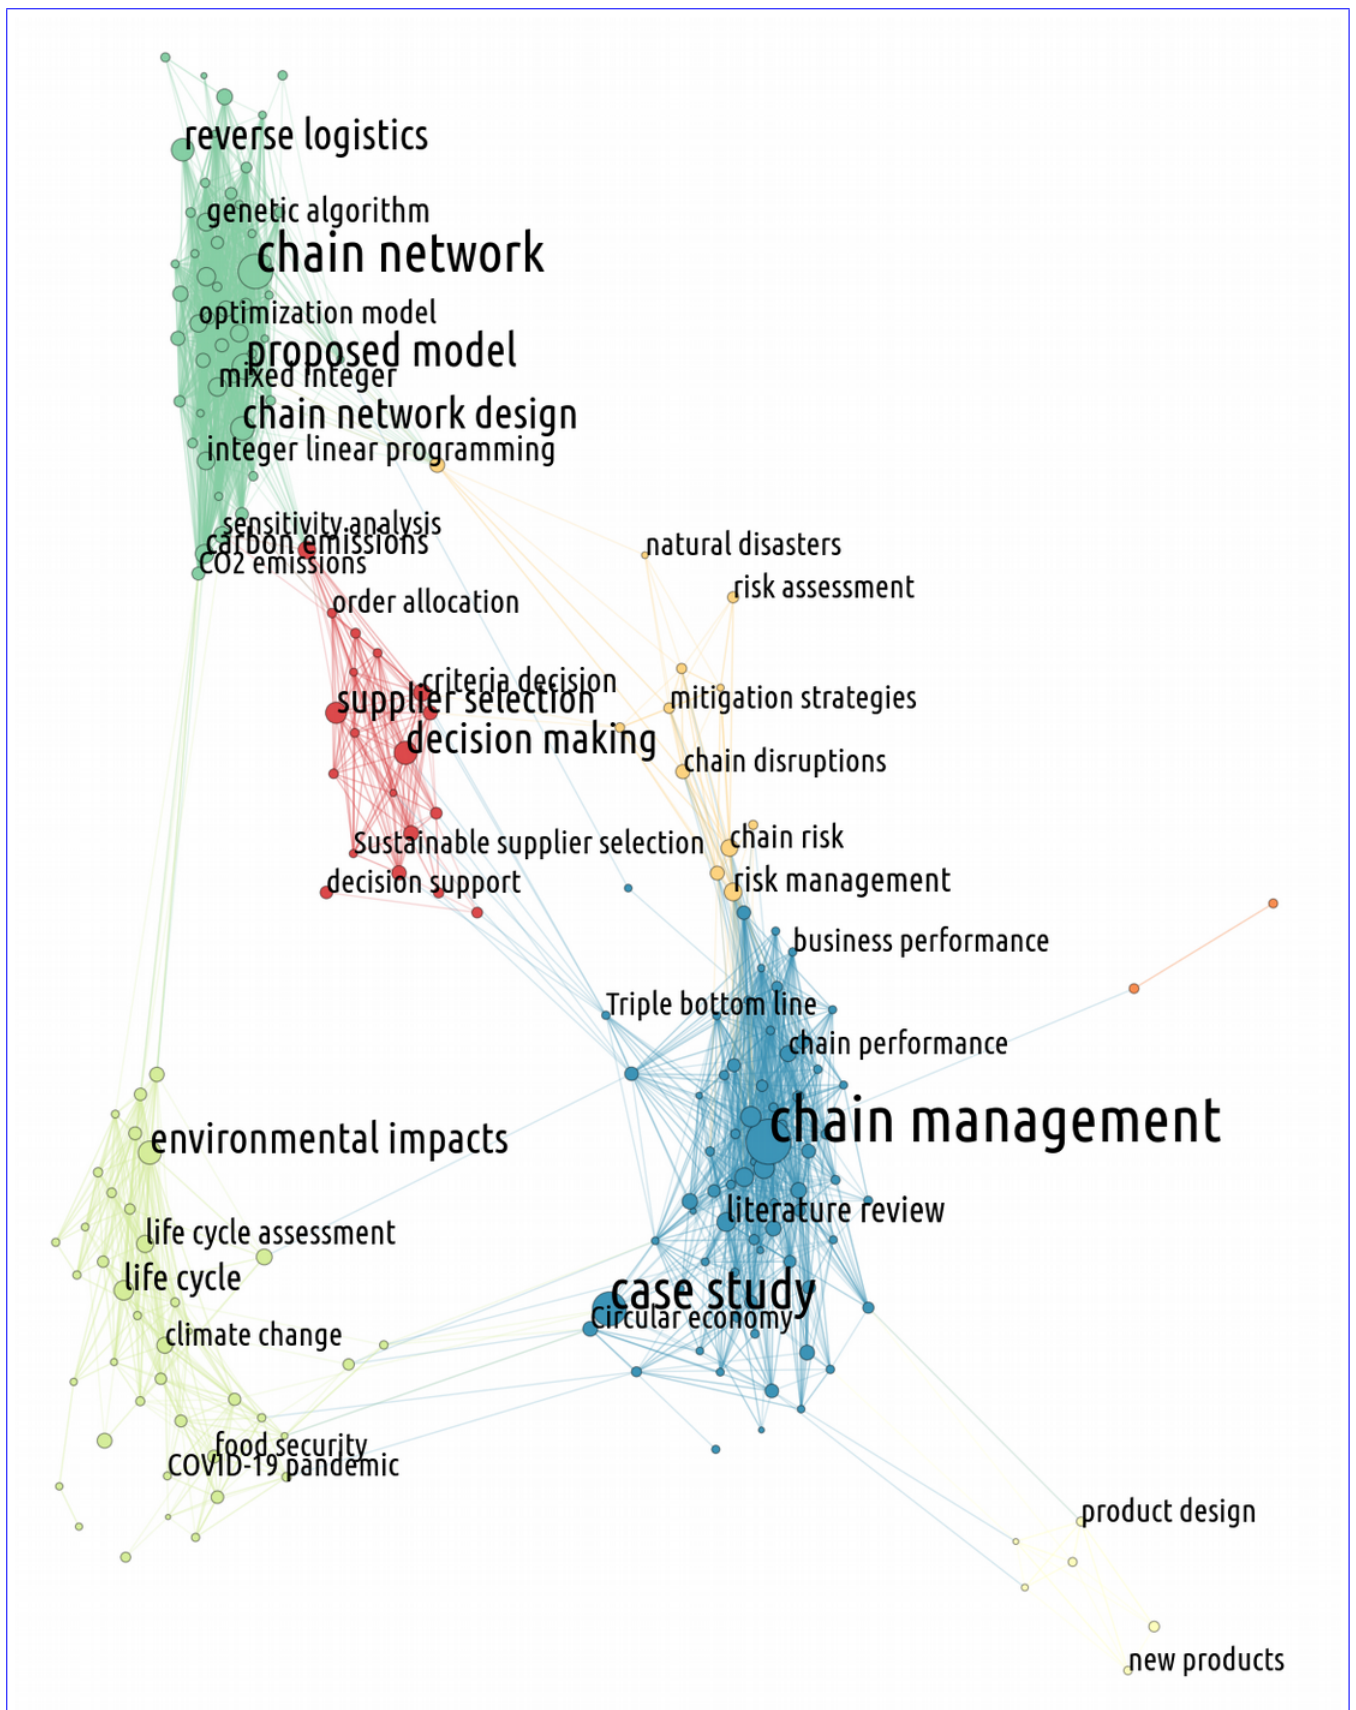 reverse logistics
genetic algorithm
chain network
optimization model
proposed model
mixed integer
chain network design
integer linear programming
sensitivity analysis
carbon emissions
CO2 emissions
natural disasters
risk assessment
order allocation
criteria decision
supplier selection
mitigation strategies
decision making
chain disruptions
chain risk
Sustainable supplier selection
risk management
decision support
business performance
Triple bottom line
chain performance
chain management
environmental impacts
literature review
life cycle assessment
life cycle
case study
Circular economy
climate change
food security
COVID-19 pandemic
product design
new products